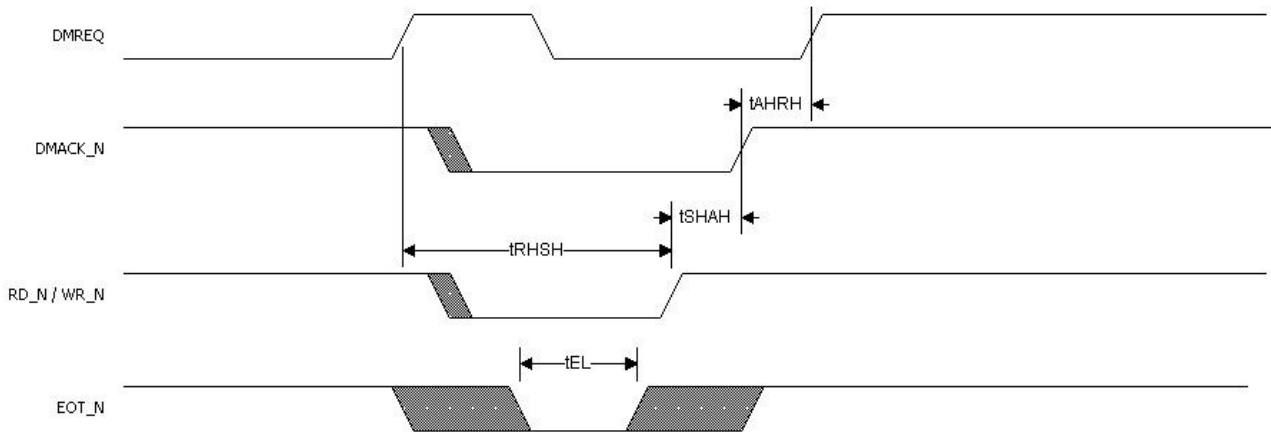 DMREQ
tAHRH
DMACK_N
tSHAH
tRHSH
RD_N / WR_N
tEL
EOT_N